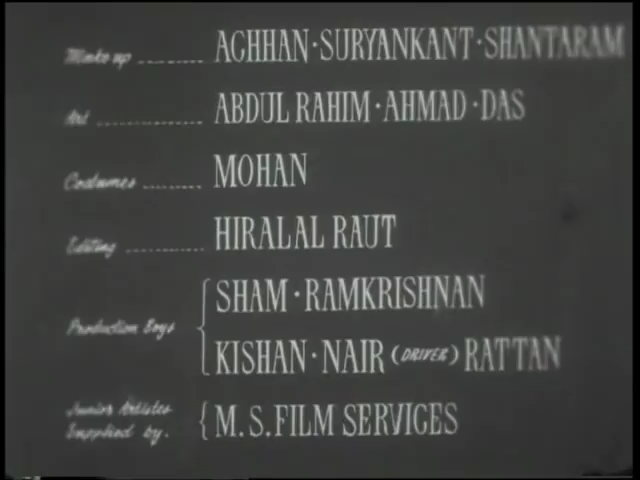 Make up ........ AGHHAN · SURYANKANT · SHANTARAM
Art ............. ABDUL RAHIM · AHMAD · DAS
Costumes ....... MOHAN
Editing .......... HIRALAL RAUT
Production Boys { SHAM · RAMKRISHNAN
KISHAN · NAIR (DRIVER) RATTAN
Junior Artistes
Supplied by. { M. S. FILM SERVICES